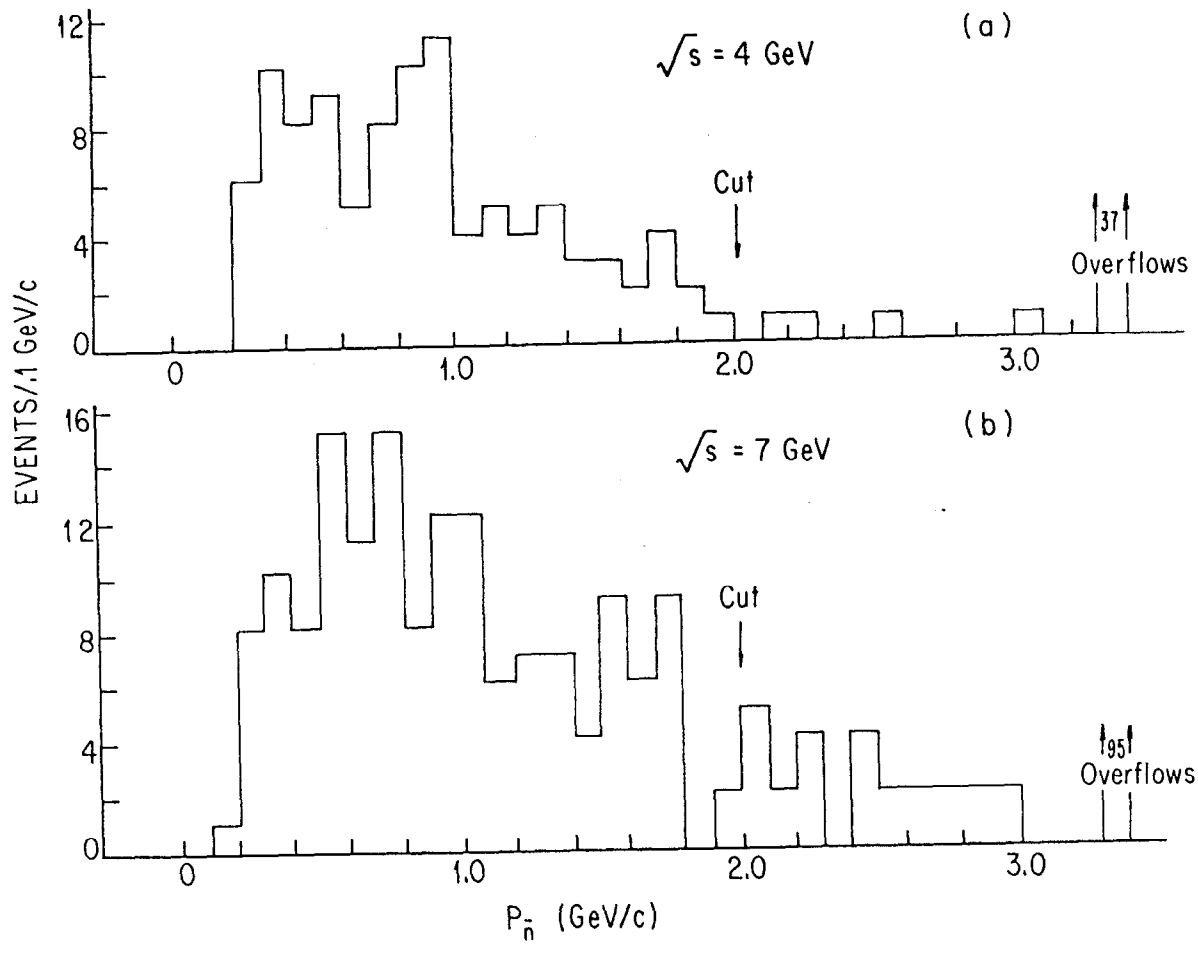 (a)
√s = 4 GeV
12
8
4
0
Cut
37
Overflows
0 1.0 2.0 3.0
EVENTS/.1 GeV/c
(b)
√s = 7 GeV
16
12
8
4
0
Cut
95
Overflows
0 1.0 2.0 3.0
Pn̄ (GeV/c)